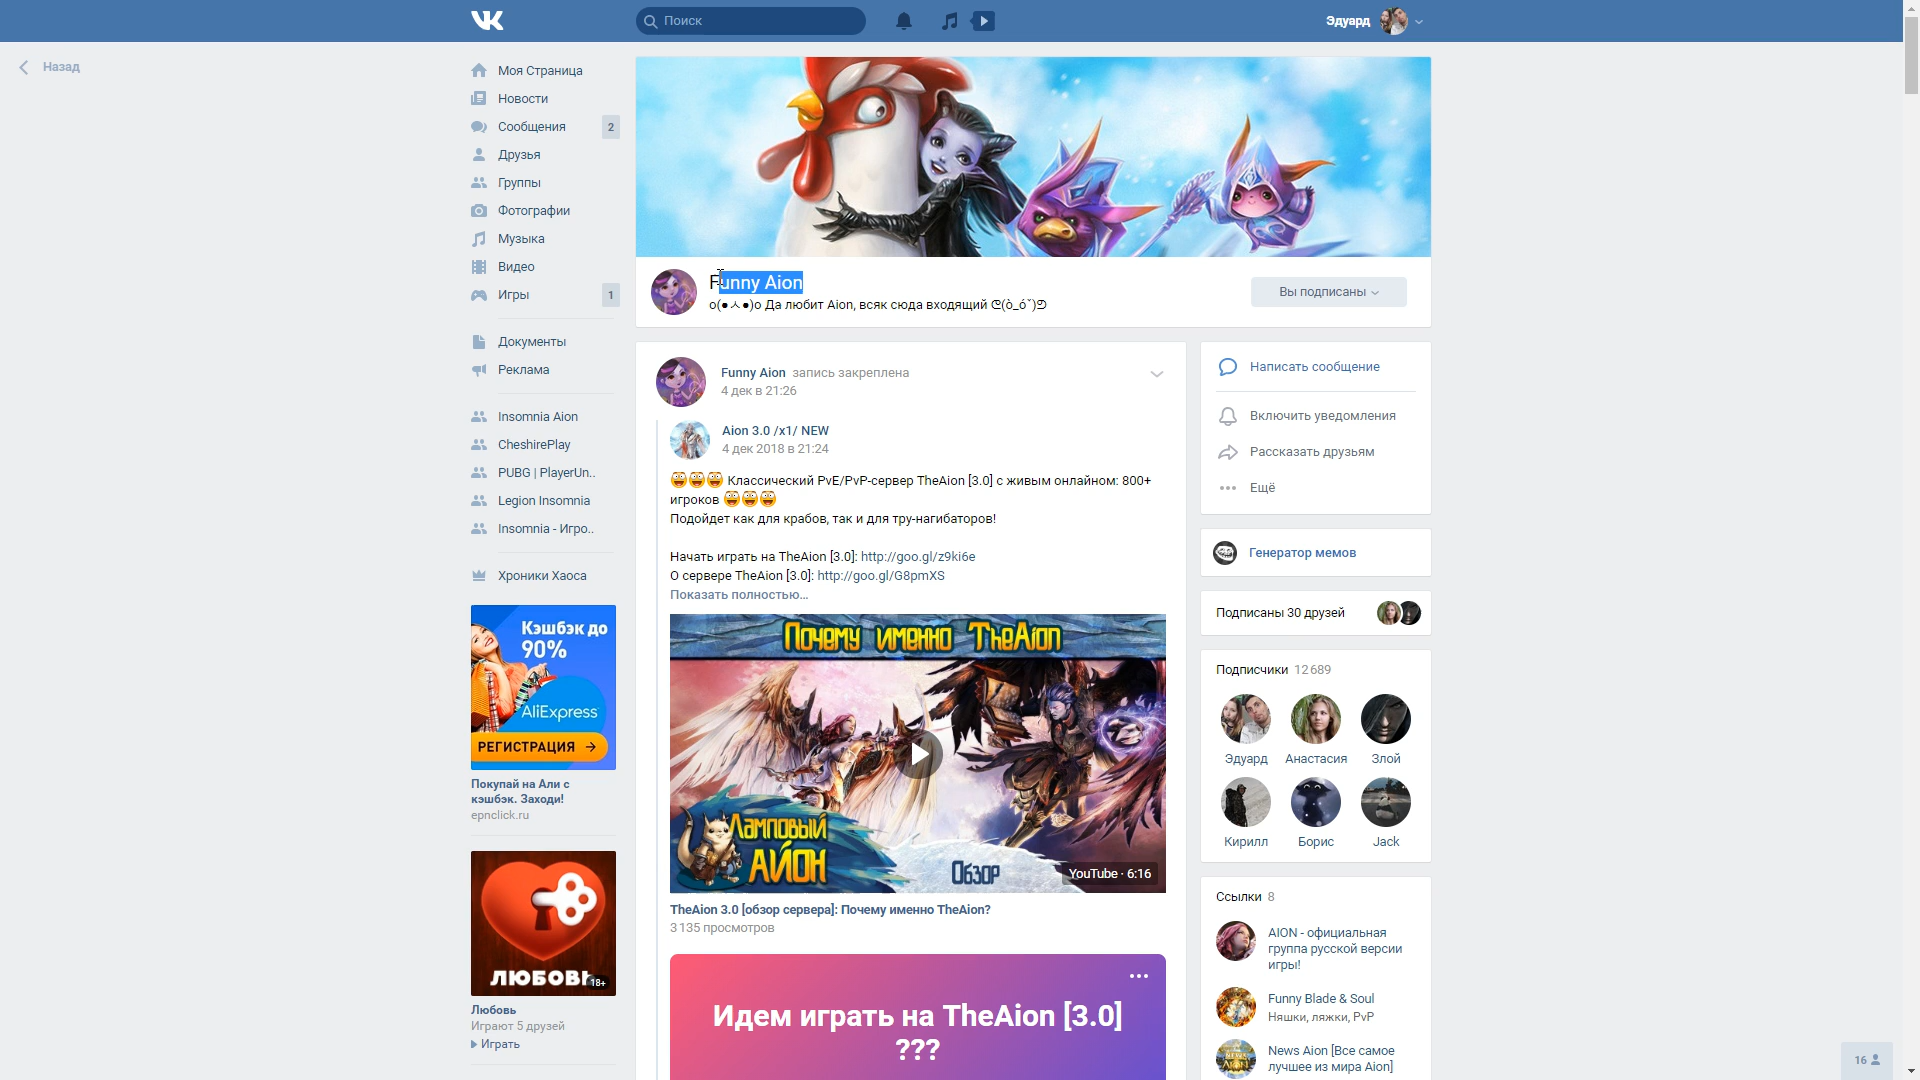 Поиск
Эдуард
Назад
Моя Страница
Новости
Сообщения 2
Друзья
Группы
Фотографии
Музыка
Видео
Игры 1
Документы
Реклама
Insomnia Aion
CheshirePlay
PUBG | PlayerUn..
Legion Insomnia
Insomnia - Игро..
Хроники Хаоса
Кэшбэк до
90%
AliExpress
РЕГИСТРАЦИЯ →
Покупай на Али с
кэшбэк. Заходи!
epnclick.ru
ЛЮБОВЬ
18+
Любовь
Играют 5 друзей
Играть
Funny Aion
o(●ㅅ●)o Да любит Aion, всяк сюда входящий ᕦ(ò_óˇ)ᕤ
Вы подписаны
Funny Aion запись закреплена
4 дек в 21:26
Aion 3.0 /x1/ NEW
4 дек 2018 в 21:24
Классический PvE/PvP-сервер TheAion [3.0] с живым онлайном: 800+
игроков
Подойдет как для крабов, так и для тру-нагибаторов!
Начать играть на TheAion [3.0]: http://goo.gl/z9ki6e
О сервере TheAion [3.0]: http://goo.gl/G8pmXS
Показать полностью…
Почему именно TheAion
Ламповый
АЙОН
Обзор
YouTube · 6:16
TheAion 3.0 [обзор сервера]: Почему именно TheAion?
3 135 просмотров
Идем играть на TheAion [3.0]
???
Написать сообщение
Включить уведомления
Рассказать друзьям
Ещё
Генератор мемов
Подписаны 30 друзей
Подписчики 12 689
Эдуард
Анастасия
Злой
Кирилл
Борис
Jack
Ссылки 8
AION - официальная
группа русской версии
игры!
Funny Blade & Soul
Няшки, ляжки, PvP
News Aion [Все самое
лучшее из мира Aion]
16